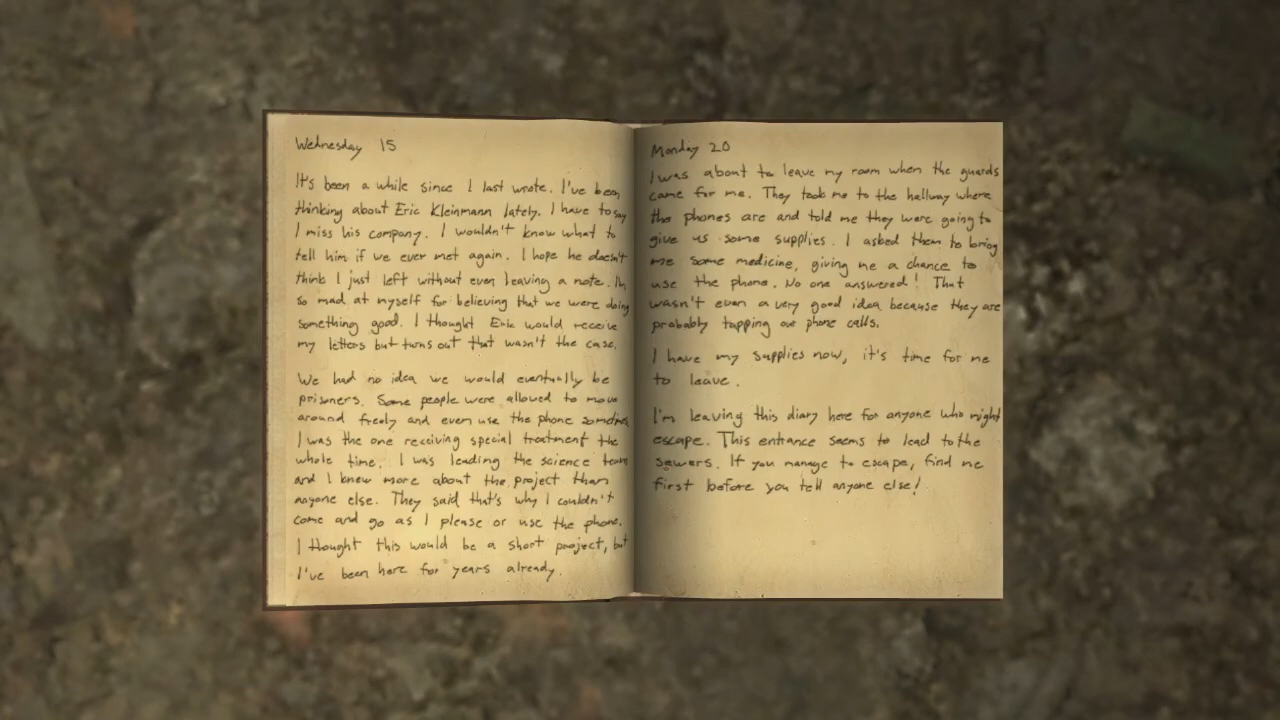 Wednesday 15
It's been a while since I last wrote. I've been
thinking about Eric Kleinmann lately. I have to say
I miss his company. I wouldn't know what to
tell him if we ever met again. I hope he doesn't
think I just left without even leaving a note. I'm
so mad at myself for believing that we were doing
something good. I thought Eric would receive
my letters but turns out that wasn't the case.
We had no idea we would eventually be
prisoners. Some people were allowed to move
around freely and even use the phone sometimes
I was the one receiving special treatment the
whole time. I was leading the science team
and I knew more about the project than
anyone else. They said that's why I couldn't
come and go as I please or use the phone.
I thought this would be a short project, but
I've been here for years already.
Monday 20
I was about to leave my room when the guards
came for me. They took me to the hallway where
the phones are and told me they were going to
give us some supplies. I asked them to bring
me some medicine, giving me a chance to
use the phone. No one answered! That
wasn't even a very good idea because they are
probably tapping our phone calls.
I have my supplies now, it's time for me
to leave.
I'm leaving this diary here for anyone who might
escape. This entrance seems to lead to the
sewers. If you manage to escape, find me
first before you tell anyone else!